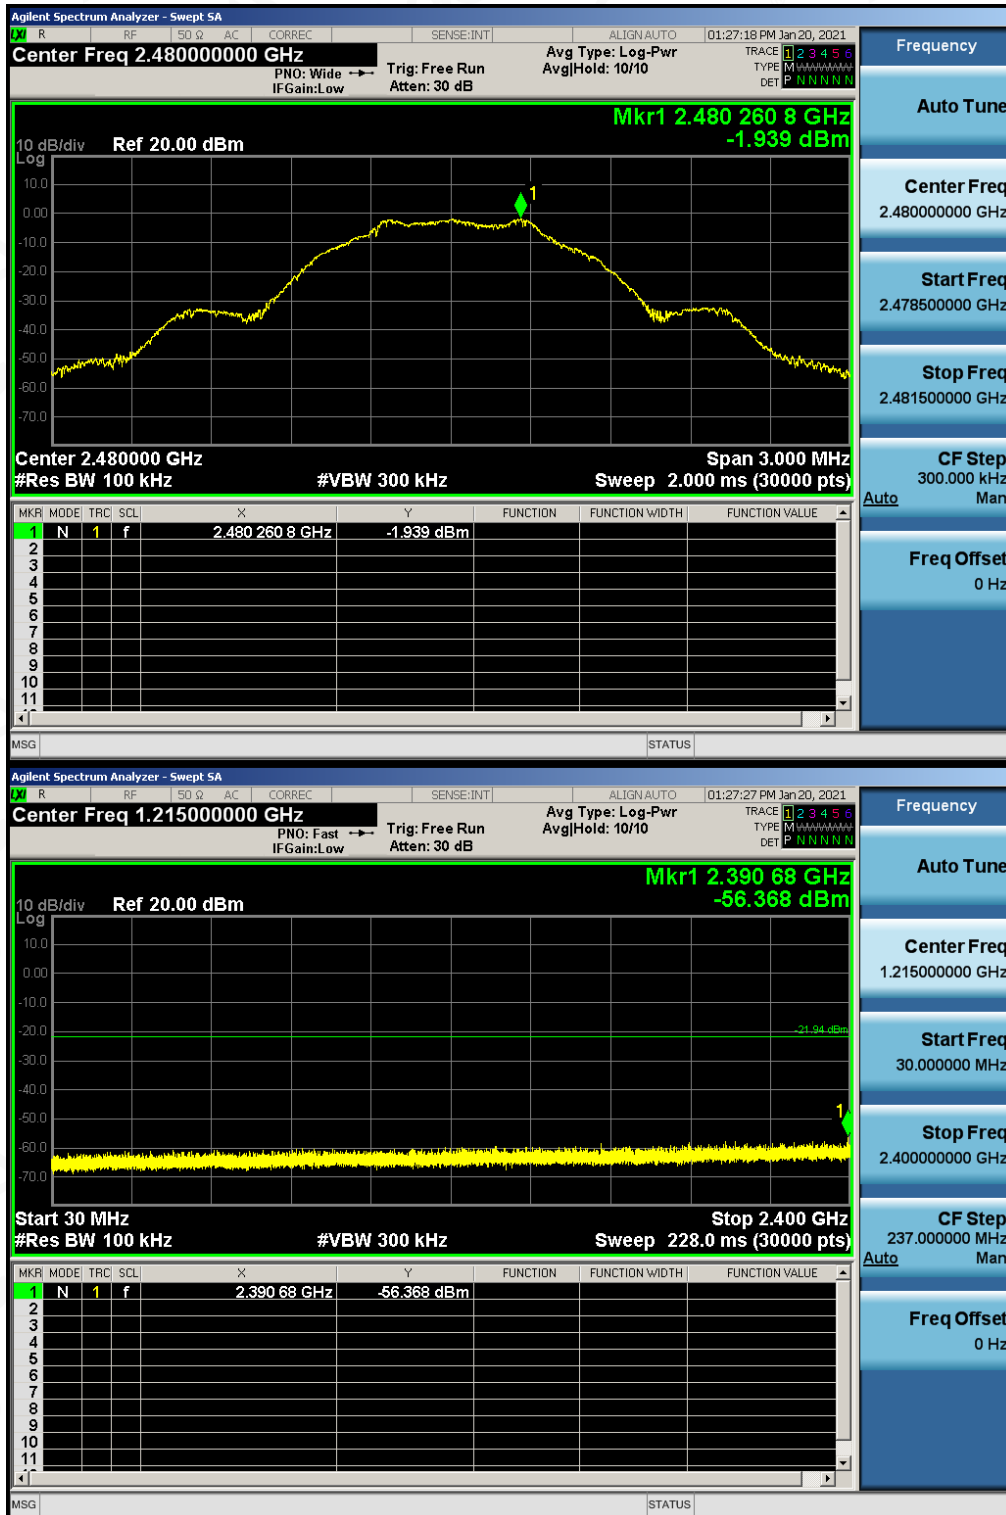 Agilent Spectrum Analyzer - Swept SA
LXI R RF 50 Ω AC CORREC SENSE:INT ALIGN AUTO 01:27:18 PM Jan 20, 2021
Center Freq 2.480000000 GHz
PNO: Wide
IFGain:Low
Trig: Free Run
Atten: 30 dB
Avg Type: Log-Pwr
Avg|Hold: 10/10
TRACE 1 2 3 4 5 6
TYPE M
DET P N N N N N
Mkr1 2.480 260 8 GHz
-1.939 dBm
10 dB/div Ref 20.00 dBm
Log
10.0
0.00
-10.0
-20.0
-30.0
-40.0
-50.0
-60.0
-70.0
1
Center 2.480000 GHz Span 3.000 MHz
#Res BW 100 kHz #VBW 300 kHz Sweep 2.000 ms (30000 pts)
MKR MODE TRC SCL X Y FUNCTION FUNCTION WIDTH FUNCTION VALUE
1 N 1 f 2.480 260 8 GHz -1.939 dBm
2
3
4
5
6
7
8
9
10
11
MSG STATUS
Frequency
Auto Tune
Center Freq
2.480000000 GHz
Start Freq
2.478500000 GHz
Stop Freq
2.481500000 GHz
CF Step
300.000 kHz
Auto Man
Freq Offset
0 Hz
Agilent Spectrum Analyzer - Swept SA
LXI R RF 50 Ω AC CORREC SENSE:INT ALIGN AUTO 01:27:27 PM Jan 20, 2021
Center Freq 1.215000000 GHz
PNO: Fast
IFGain:Low
Trig: Free Run
Atten: 30 dB
Avg Type: Log-Pwr
Avg|Hold: 10/10
TRACE 1 2 3 4 5 6
TYPE M
DET P N N N N N
Mkr1 2.390 68 GHz
-56.368 dBm
10 dB/div Ref 20.00 dBm
Log
10.0
0.00
-10.0
-20.0
-30.0
-40.0
-50.0
-60.0
-70.0
-21.94 dBm
1
Start 30 MHz Stop 2.400 GHz
#Res BW 100 kHz #VBW 300 kHz Sweep 228.0 ms (30000 pts)
MKR MODE TRC SCL X Y FUNCTION FUNCTION WIDTH FUNCTION VALUE
1 N 1 f 2.390 68 GHz -56.368 dBm
2
3
4
5
6
7
8
9
10
11
MSG STATUS
Frequency
Auto Tune
Center Freq
1.215000000 GHz
Start Freq
30.000000 MHz
Stop Freq
2.400000000 GHz
CF Step
237.000000 MHz
Auto Man
Freq Offset
0 Hz